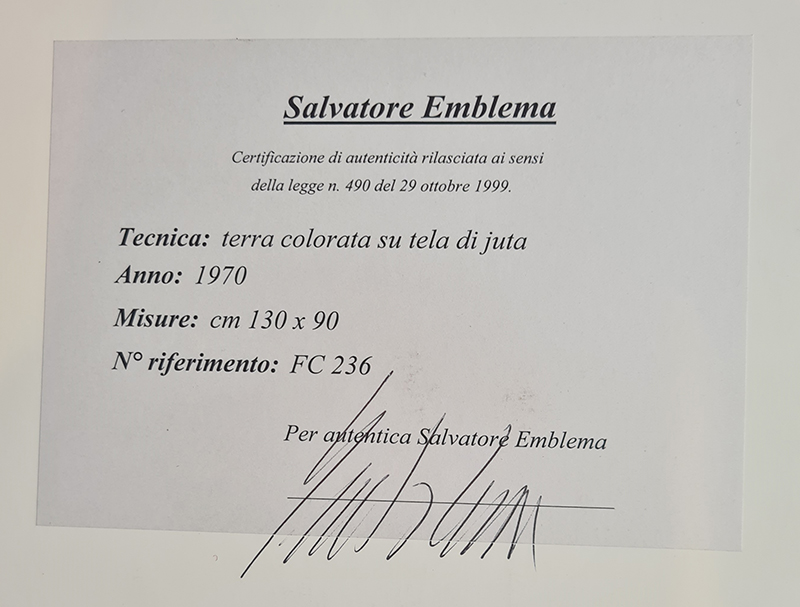 Salvatore Emblema
Certificazione di autenticità rilasciata ai sensi
della legge n. 490 del 29 ottobre 1999.
Tecnica: terra colorata su tela di juta
Anno: 1970
Misure: cm 130 x 90
N° riferimento: FC 236
Per autentica Salvatore Emblema